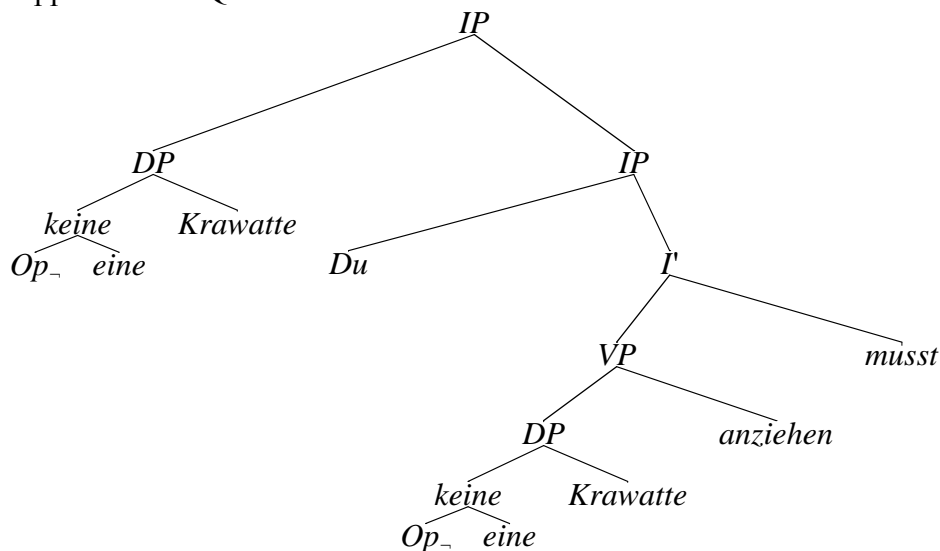 IP
DP IP
keine Krawatte
Op¬ eine Du I'
VP musst
DP anziehen
keine Krawatte
Op¬ eine